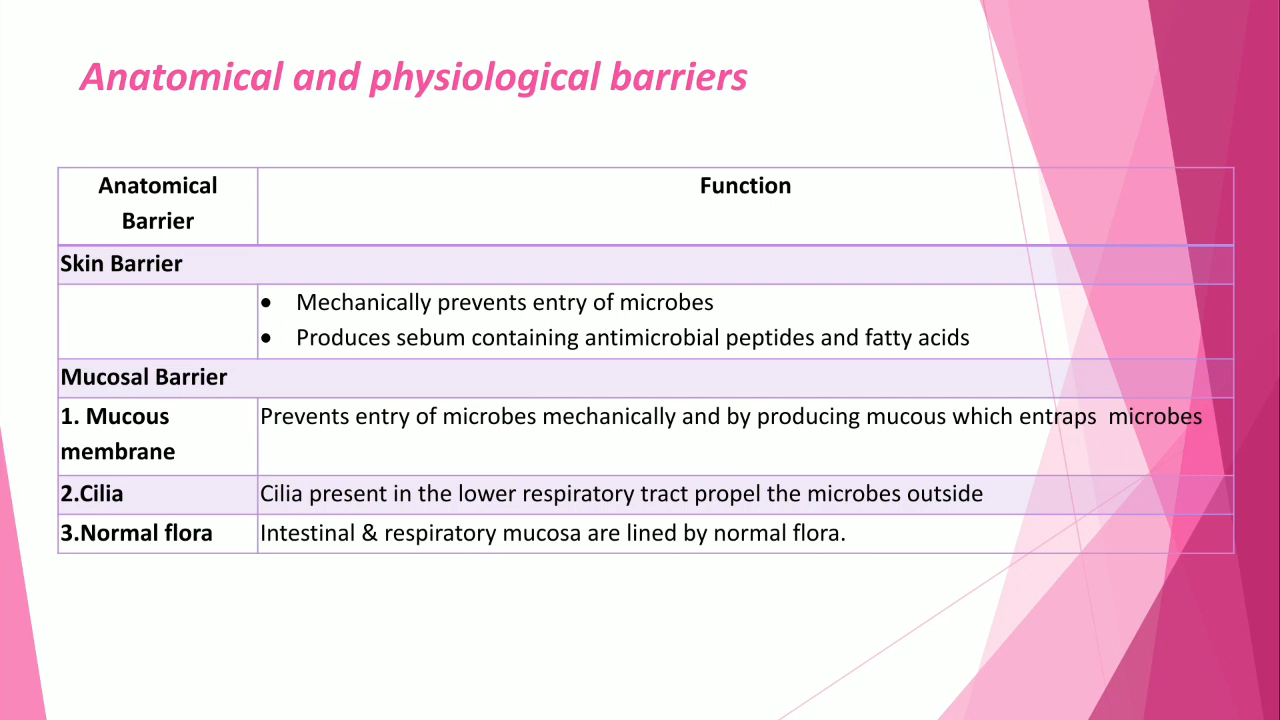 Anatomical and physiological barriers
Anatomical Barrier
Function
Skin Barrier
• Mechanically prevents entry of microbes
• Produces sebum containing antimicrobial peptides and fatty acids
Mucosal Barrier
1. Mucous membrane
Prevents entry of microbes mechanically and by producing mucous which entraps  microbes
2.Cilia
Cilia present in the lower respiratory tract propel the microbes outside
3.Normal flora
Intestinal & respiratory mucosa are lined by normal flora.